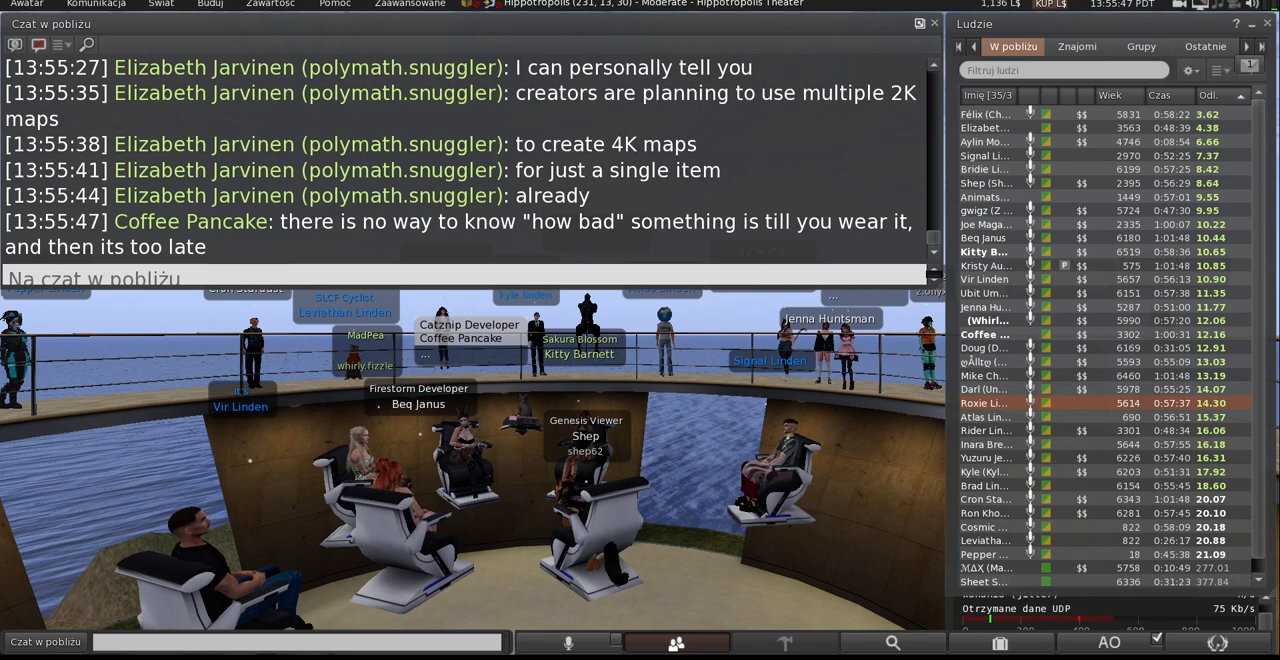 Awatar Komunikacja Świat Buduj Zawartość Pomoc Zaawansowane Hippotropolis (231, 13, 30) - Moderate - Hippotropolis Theater 1,136 L$ KUP L$ 13:55:47 PDT
Czat w pobliżu
[13:55:27] Elizabeth Jarvinen (polymath.snuggler): I can personally tell you
[13:55:35] Elizabeth Jarvinen (polymath.snuggler): creators are planning to use multiple 2K
maps
[13:55:38] Elizabeth Jarvinen (polymath.snuggler): to create 4K maps
[13:55:41] Elizabeth Jarvinen (polymath.snuggler): for just a single item
[13:55:44] Elizabeth Jarvinen (polymath.snuggler): already
[13:55:47] Coffee Pancake: there is no way to know "how bad" something is till you wear it,
and then its too late
Na czat w pobliżu
Cron Stardust
SLCF Cyclist
Leviathan Linden
kyle.linden
...
MadPea
whirly.fizzle
Catznip Developer
Coffee Pancake
...
Sakura Blossom
Kitty Barnett
Jenna Huntsman
Signal Linden
It's
Vir Linden
Firestorm Developer
Beq Janus
Genesis Viewer
Shep
shep62
Ludzie
W pobliżu Znajomi Grupy Ostatnie
Filtruj ludzi
1
Imię [35/3 Wiek Czas Odl.
Félix (Ch... $$ 5831 0:58:22 3.62
Elizabet... $$ 3563 0:48:39 4.38
Aylin Mo... $$ 4746 0:08:54 6.66
Signal Li... 2970 0:52:25 7.37
Bridie Li... 6199 0:57:25 8.42
Shep (Sh... $$ 2395 0:56:29 8.64
Animats... 1449 0:57:01 9.55
gwigz (Z ... $$ 5724 0:47:30 9.95
Joe Maga... $$ 2335 1:00:07 10.22
Beq Janus $$ 6180 1:01:48 10.44
Kitty B... $$ 6519 0:58:36 10.65
Kristy Au... P $$ 575 1:01:48 10.85
Vir Linden $$ 5657 0:56:13 10.90
Ubit Um... $$ 6151 0:57:38 11.35
Jenna Hu... $$ 5287 0:51:00 11.77
(Whirl... $$ 5990 0:57:20 12.06
Coffee ... $$ 3302 1:00:31 12.16
Doug (D... $$ 6169 0:31:05 12.91
$$ 5593 0:55:09 13.03
Mike Ch... $$ 6460 1:01:48 13.19
Darl (Un... $$ 5978 0:55:25 14.07
Roxie Li... 5614 0:57:37 14.30
Atlas Lin... 690 0:56:51 15.37
Rider Lin... $$ 3301 0:48:34 16.06
Inara Bre... 5644 0:57:55 16.18
Yuzuru Je... $$ 6226 0:57:40 16.31
Kyle (Kyl... $$ 6203 0:51:31 17.92
Brad Lin... 6154 0:55:45 18.60
Cron Sta... $$ 6343 1:01:48 20.07
Ron Kho... $$ 6281 0:57:45 20.10
Cosmic ... 822 0:58:09 20.18
Leviatha... 822 0:26:17 20.88
Pepper ... 18 0:45:38 21.09
ℳΔҲ (Ma... $$ 5758 0:10:49 277.01
Sheet S... 6336 0:31:23 377.84
Otrzymane dane UDP 75 Kb/s
Czat w pobliżu
AO